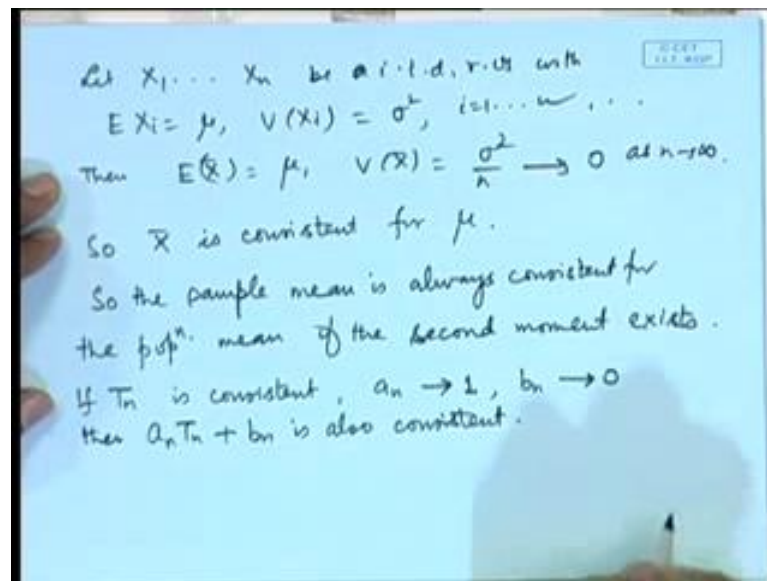 Let X₁ . . . Xₙ be a i.i.d. r.v's with
E Xi = μ, V(Xi) = σ², i=1 . . . n , . .
Then E(X̄) = μ, V(X̄) = σ²/n → 0 as n→∞.
So X̄ is consistent for μ.
So the sample mean is always consistent for
the popⁿ. mean if the second moment exists.
If Tn is consistent, an → 1, bn → 0
then an Tn + bn is also consistent.